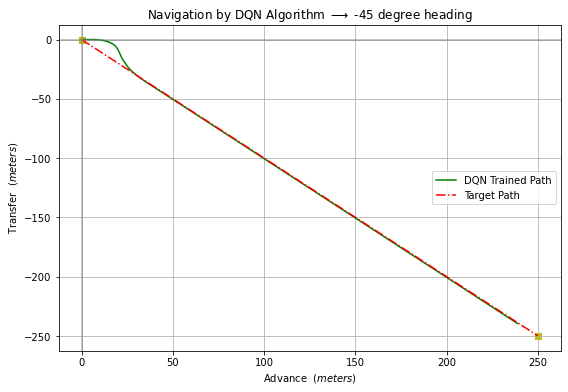 Navigation by DQN Algorithm ⟶ -45 degree heading
Transfer (meters)
0
−50
−100
−150
−200
−250
DQN Trained Path
Target Path
0
50
100
150
200
250
Advance (meters)